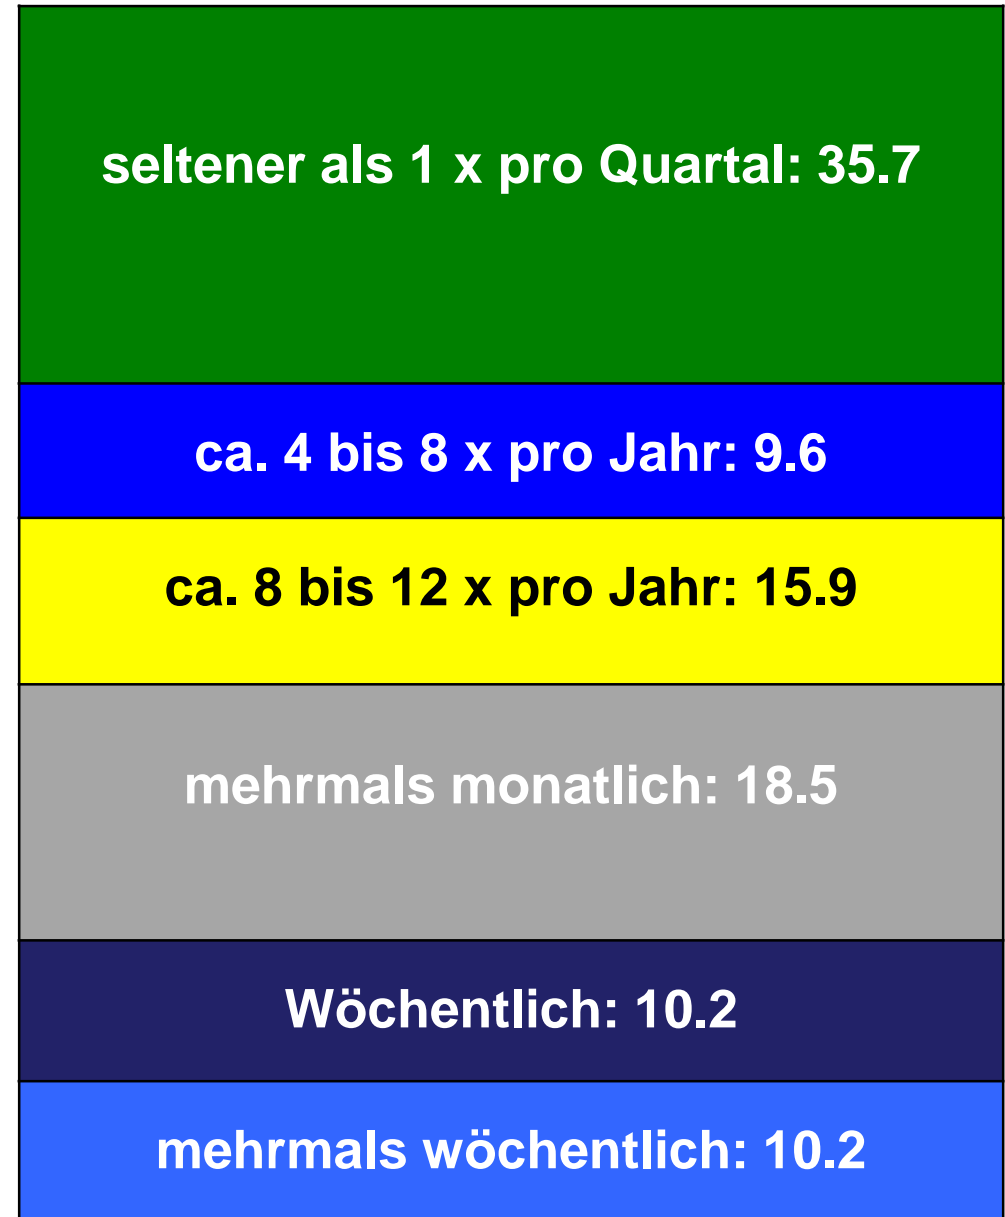 seltener als 1 x pro Quartal: 35.7
ca. 4 bis 8 x pro Jahr: 9.6
ca. 8 bis 12 x pro Jahr: 15.9
mehrmals monatlich: 18.5
Wöchentlich: 10.2
mehrmals wöchentlich: 10.2